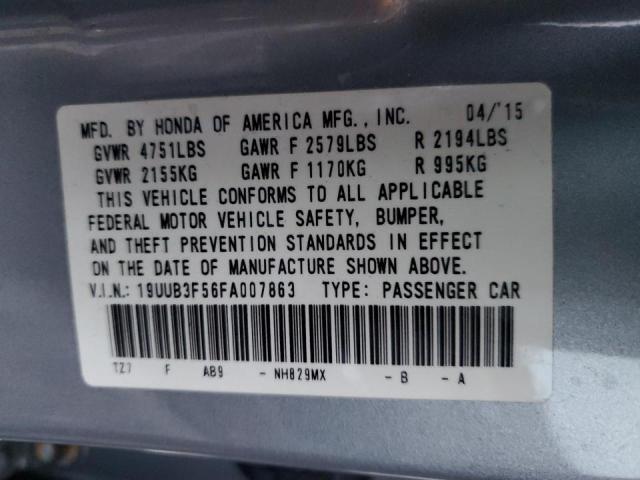 MFD. BY HONDA OF AMERICA MFG., INC. 04/'15
GVWR 4751LBS GAWR F 2579LBS R 2194LBS
GVWR 2155KG GAWR F 1170KG R 995KG
THIS VEHICLE CONFORMS TO ALL APPLICABLE
FEDERAL MOTOR VEHICLE SAFETY, BUMPER,
AND THEFT PREVENTION STANDARDS IN EFFECT
ON THE DATE OF MANUFACTURE SHOWN ABOVE.
V.I.N.: 19UUB3F56FA007863 TYPE: PASSENGER CAR
TZ7 F AB9 - NH829MX - B - A